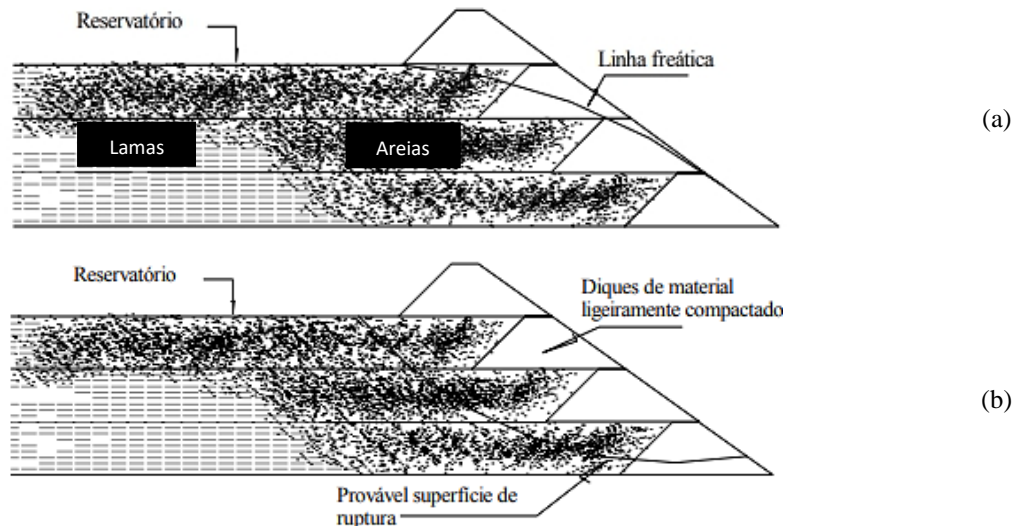 Reservatório
Linha freática
Lamas
Areias
(a)
Reservatório
Diques de material
ligeiramente compactado
(b)
Provável superfície de
ruptura